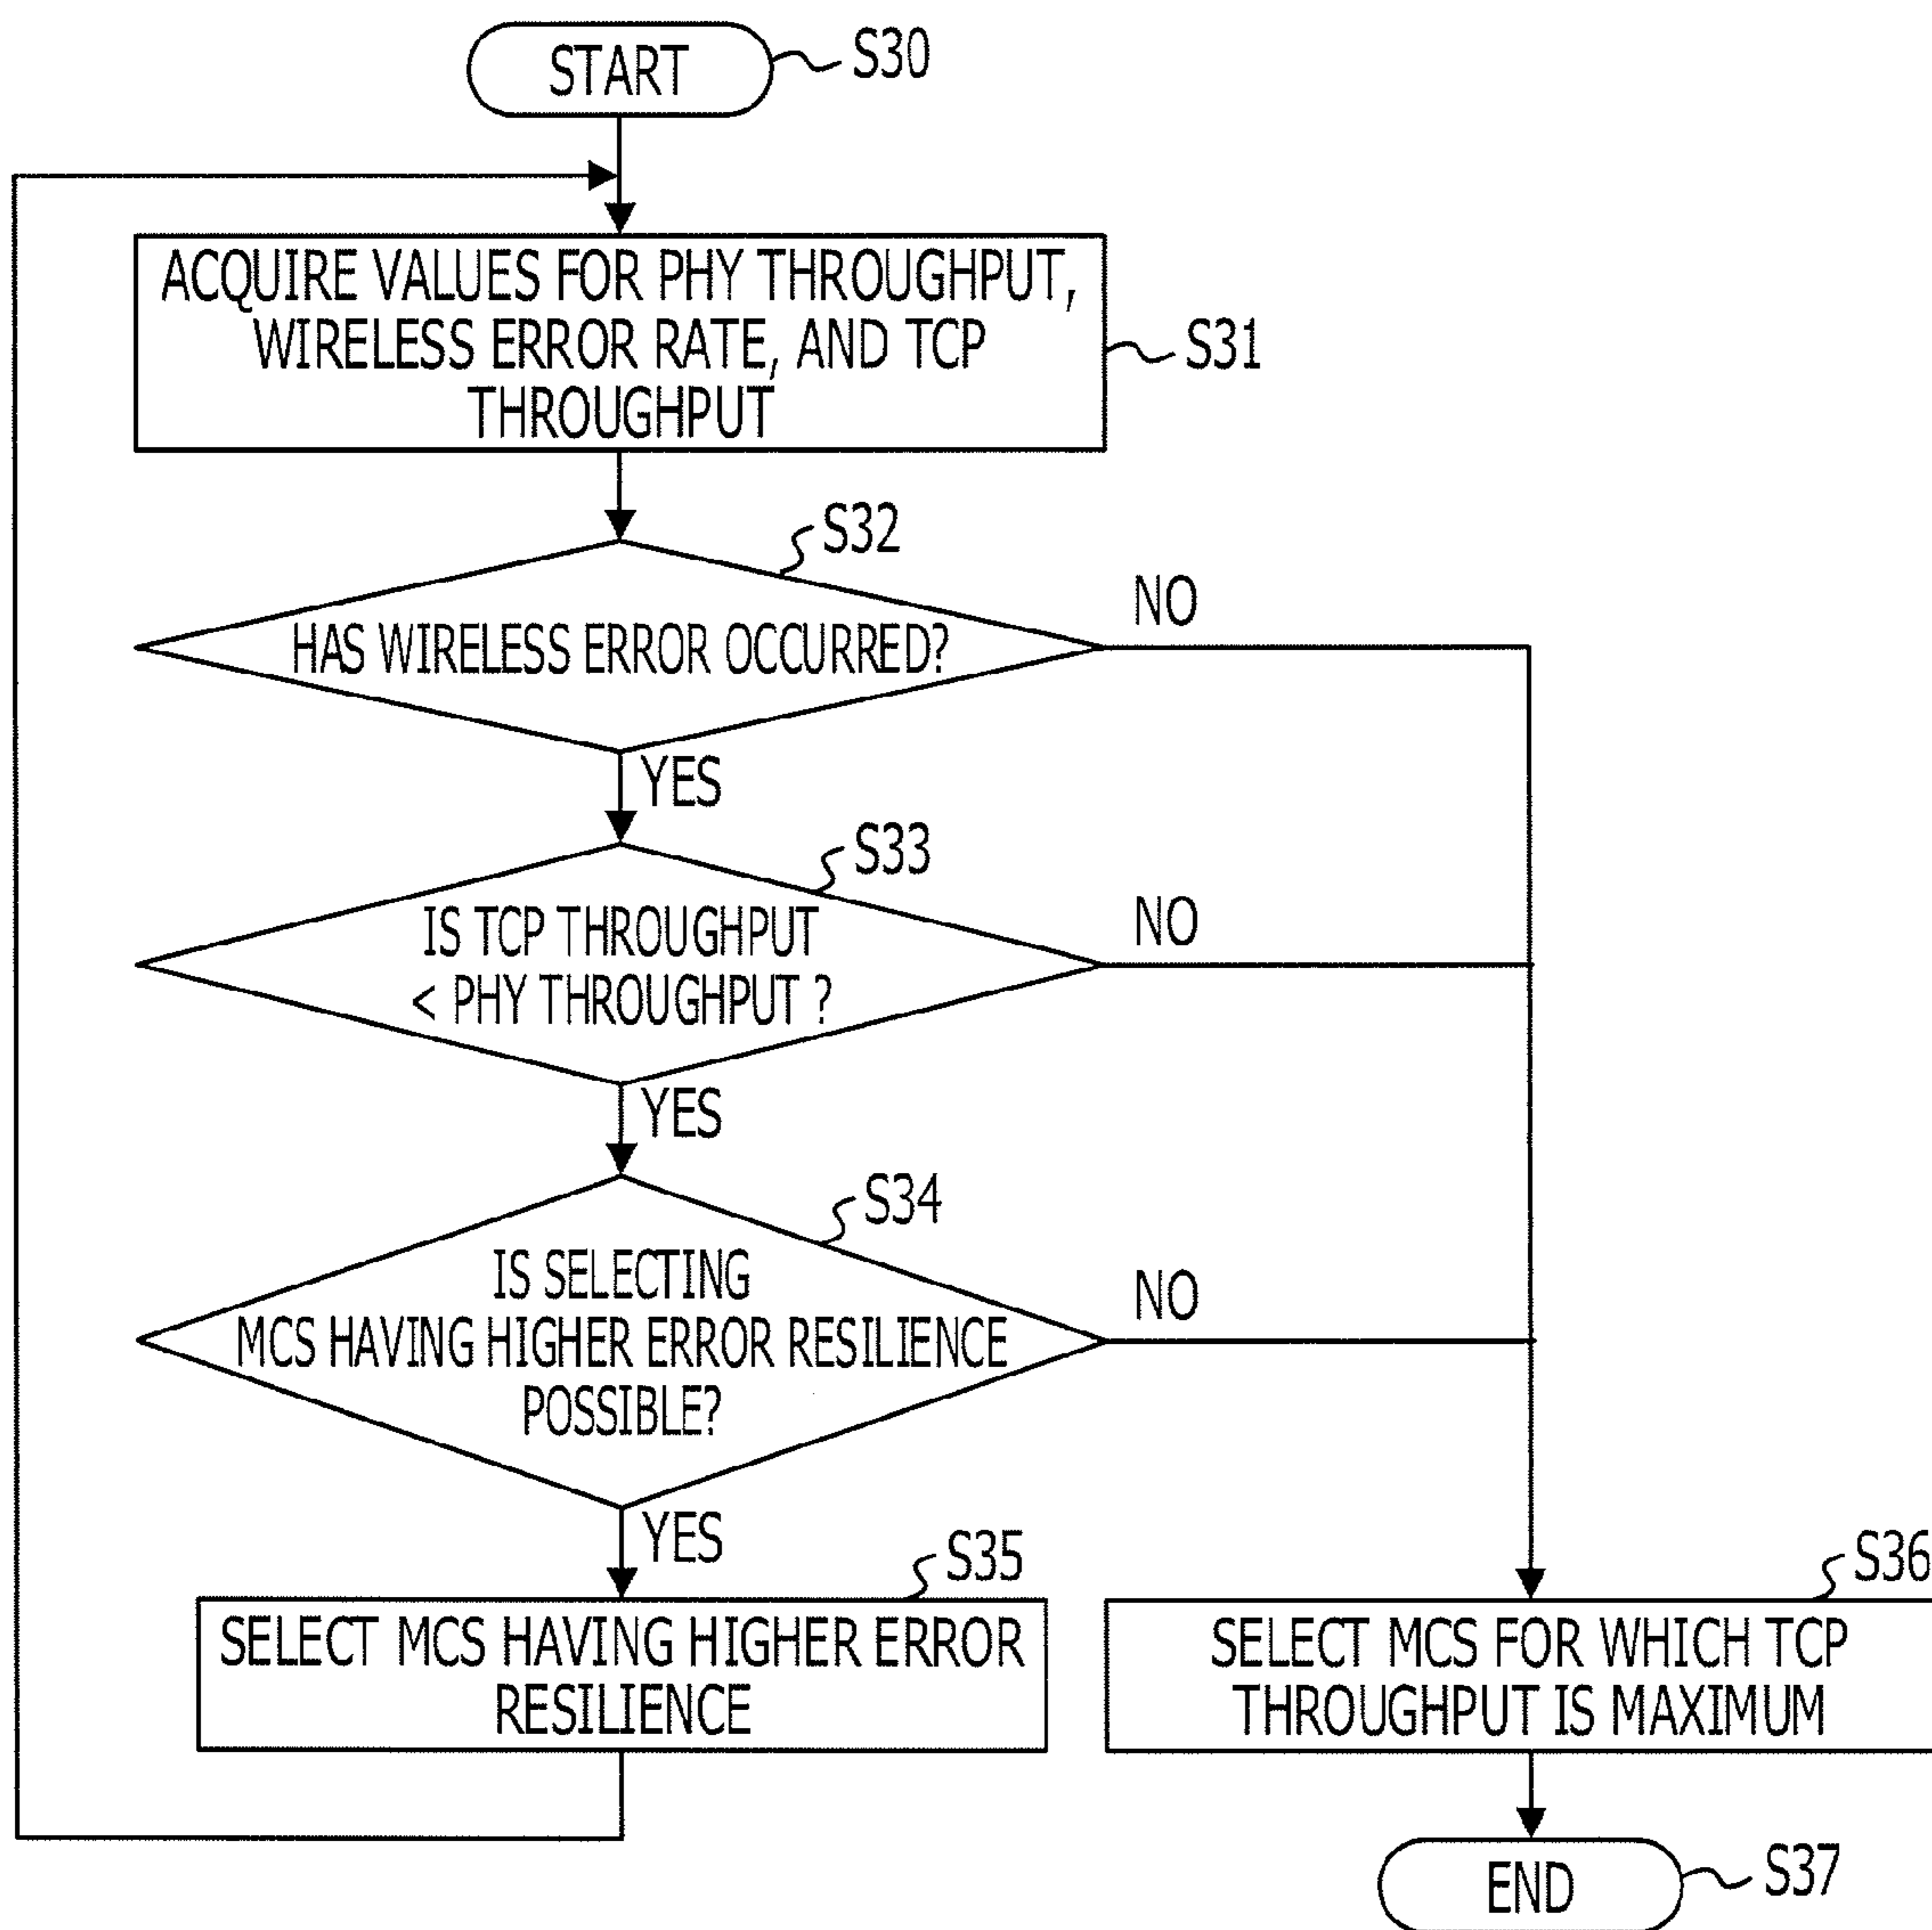 START
S30
ACQUIRE VALUES FOR PHY THROUGHPUT,
WIRELESS ERROR RATE, AND TCP
THROUGHPUT
S31
S32
HAS WIRELESS ERROR OCCURRED?
NO
YES
S33
IS TCP THROUGHPUT
< PHY THROUGHPUT ?
NO
YES
S34
IS SELECTING
MCS HAVING HIGHER ERROR RESILIENCE
POSSIBLE?
NO
YES
S35
SELECT MCS HAVING HIGHER ERROR
RESILIENCE
S36
SELECT MCS FOR WHICH TCP
THROUGHPUT IS MAXIMUM
END
S37